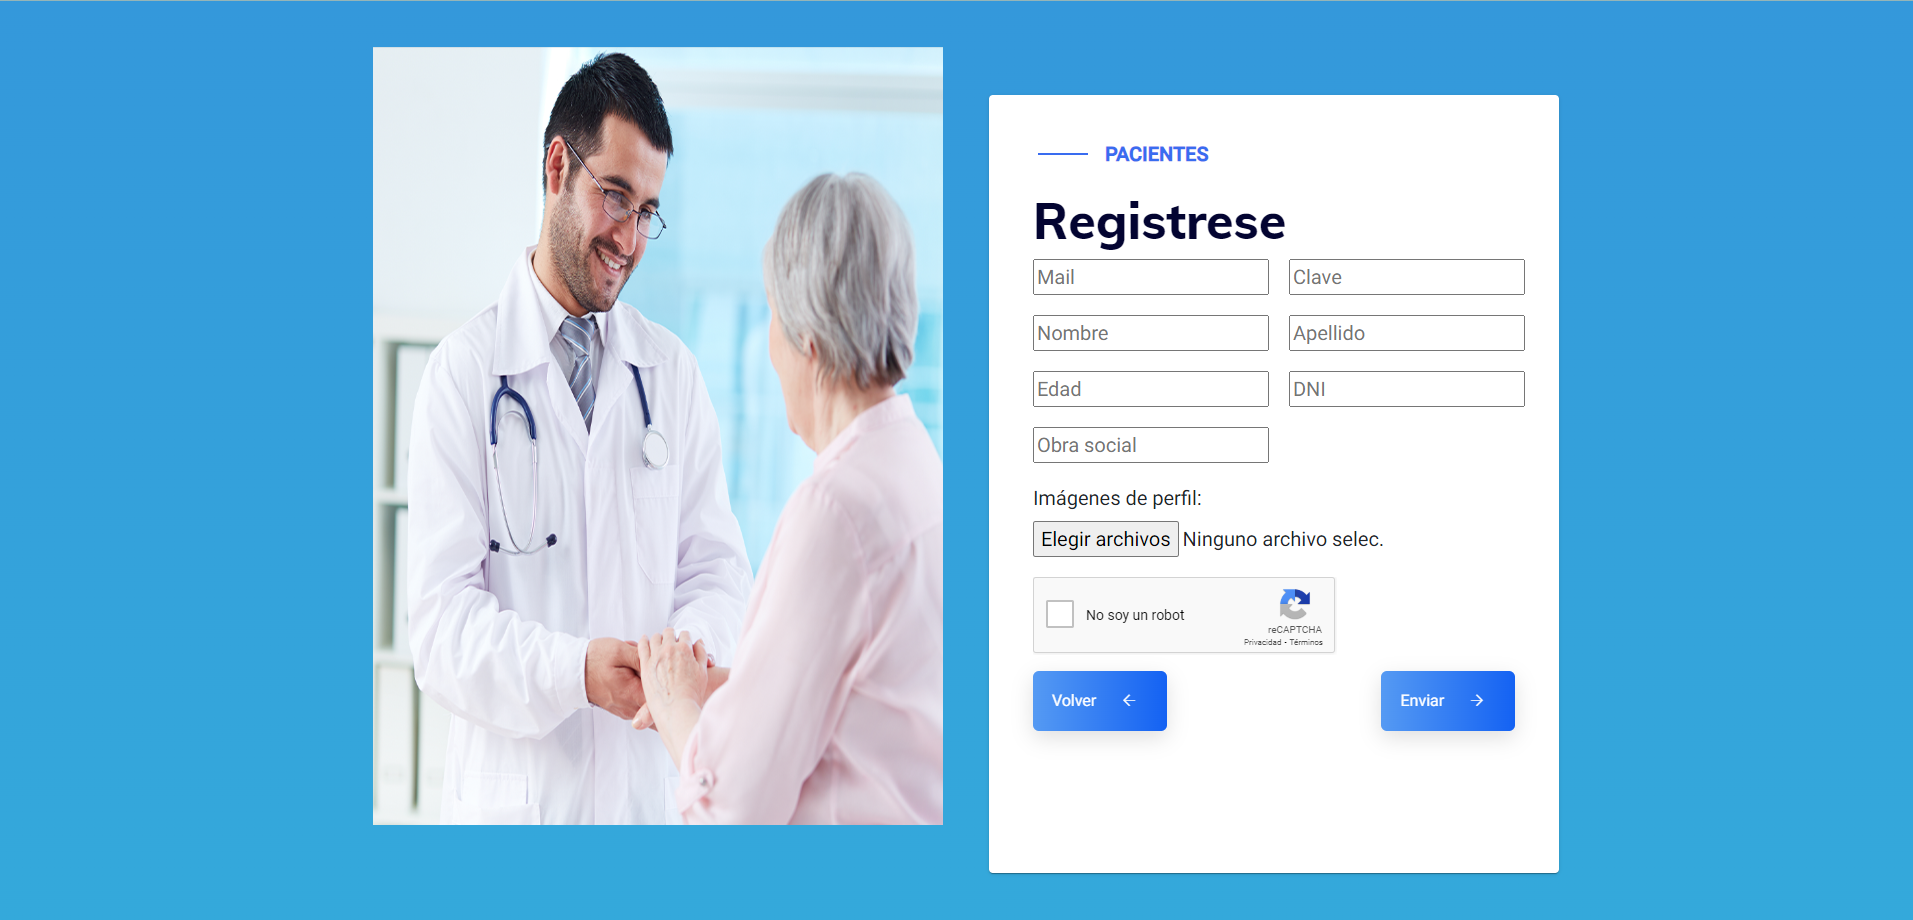 PACIENTES
Registrese
Mail Clave
Nombre Apellido
Edad DNI
Obra social
Imágenes de perfil:
Elegir archivos Ninguno archivo selec.
No soy un robot
reCAPTCHA
Privacidad - Términos
Volver Enviar